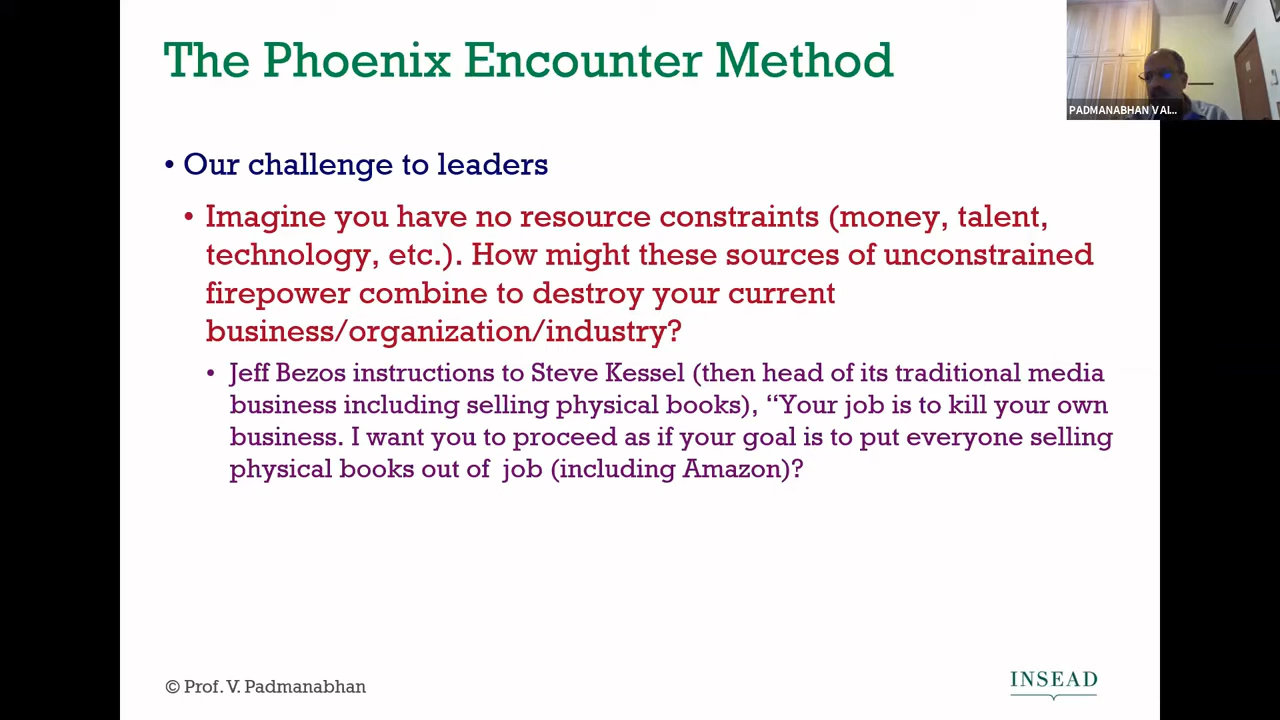 The Phoenix Encounter Method
PADMANABHAN VAL...
• Our challenge to leaders
• Imagine you have no resource constraints (money, talent,
technology, etc.). How might these sources of unconstrained
firepower combine to destroy your current
business/organization/industry?
• Jeff Bezos instructions to Steve Kessel (then head of its traditional media
business including selling physical books), “Your job is to kill your own
business. I want you to proceed as if your goal is to put everyone selling
physical books out of job (including Amazon)?
© Prof. V. Padmanabhan
INSEAD